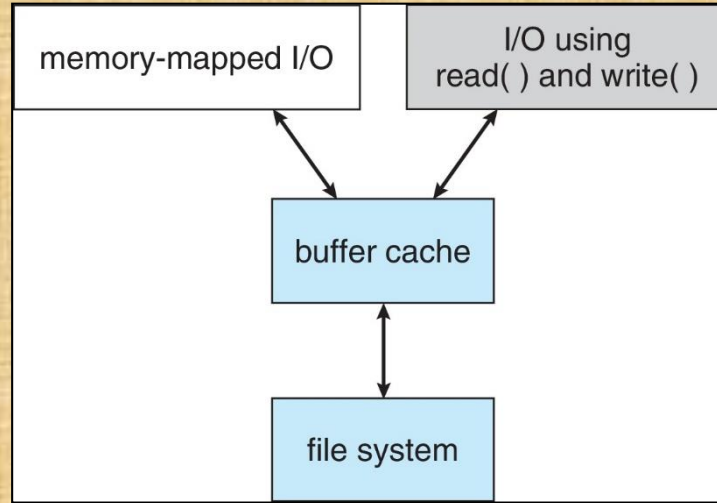 memory-mapped I/O
I/O using
read( ) and write( )
buffer cache
file system